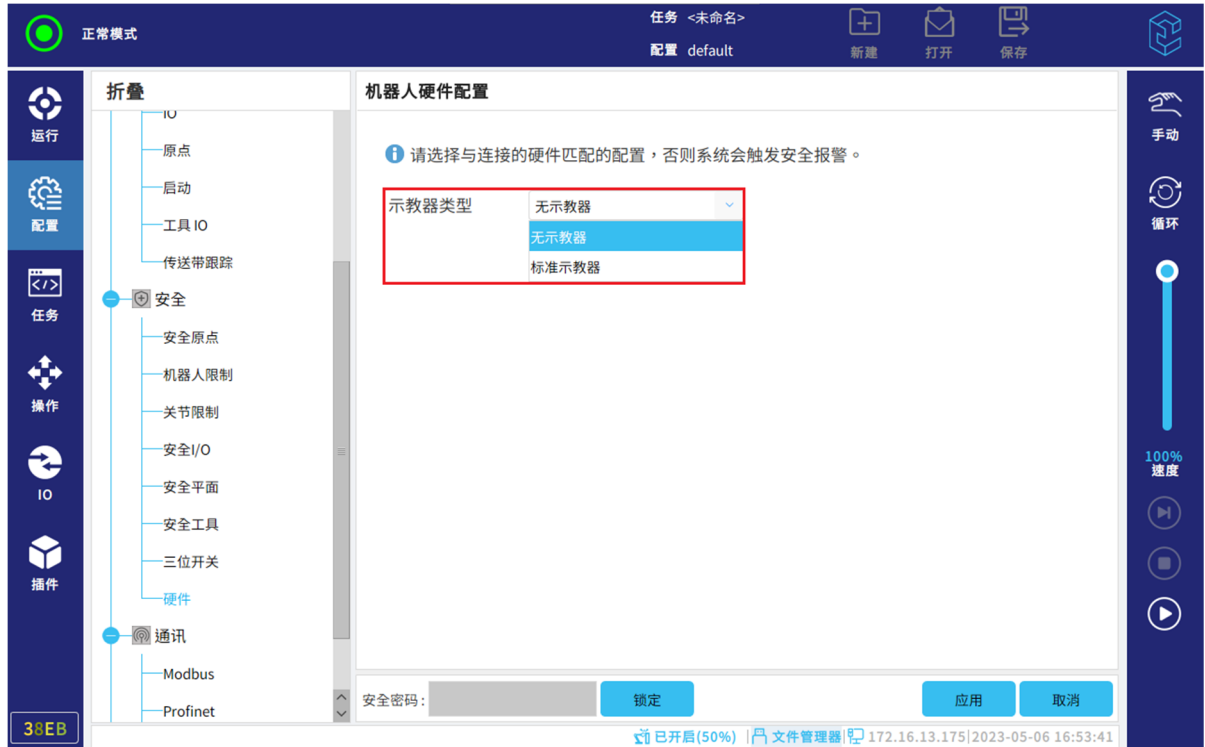 正常模式
任务 <未命名>
配置 default
新建
打开
保存
运行
配置
任务
操作
IO
插件
38EB
折叠
IO
原点
启动
工具 IO
传送带跟踪
安全
安全原点
机器人限制
关节限制
安全I/O
安全平面
安全工具
三位开关
硬件
通讯
Modbus
Profinet
机器人硬件配置
请选择与连接的硬件匹配的配置，否则系统会触发安全报警。
示教器类型 无示教器
无示教器
标准示教器
安全密码: 锁定 应用 取消
已开启(50%) | 文件管理器| 172.16.13.175|2023-05-06 16:53:41
手动
循环
100%
速度